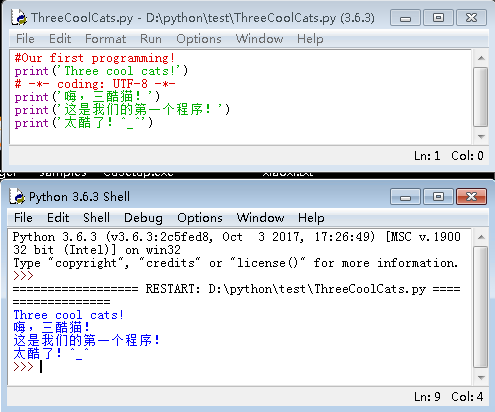 ThreeCoolCats.py - D:\python\test\ThreeCoolCats.py (3.6.3)
File Edit Format Run Options Window Help
#Our first programming!
print('Three cool cats!')
# -*- coding: UTF-8 -*-
print('嗨，三酷猫！')
print('这是我们的第一个程序！')
print('太酷了！^_^')
Ln: 1 Col: 0
samples
xiaoxi.txt
Python 3.6.3 Shell
File Edit Shell Debug Options Window Help
Python 3.6.3 (v3.6.3:2c5fed8, Oct  3 2017, 17:26:49) [MSC v.1900
32 bit (Intel)] on win32
Type "copyright", "credits" or "license()" for more information.
>>>
================== RESTART: D:\python\test\ThreeCoolCats.py ====
==============
Three cool cats!
嗨，三酷猫！
这是我们的第一个程序！
太酷了！^_^
>>>
Ln: 9 Col: 4